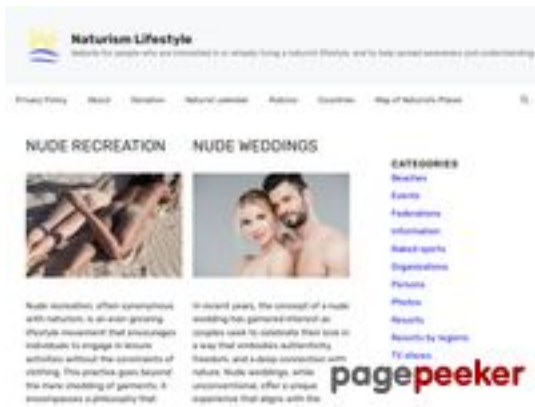 Naturism Lifestyle
Website for people who are interested in or already living a naturist lifestyle, and to help spread awareness and understanding
Privacy Policy About Donation Naturist calendar Rubrics Countries Map of Naturists Places
NUDE RECREATION
Nude recreation, often synonymous
with naturism, is an ever-growing
lifestyle movement that encourages
individuals to engage in leisure
activities without the constraints of
clothing. This practice goes beyond
the mere shedding of garments; it
encompasses a philosophy that
NUDE WEDDINGS
In recent years, the concept of a nude
wedding has garnered interest as
couples seek to celebrate their love in
a way that embodies authenticity,
freedom, and a deep connection with
nature. Nude weddings, while
unconventional, offer a unique
experience that aligns with the
CATEGORIES
Beaches
Events
Federations
Information
Naked sports
Organizations
Persons
Photos
Resorts
Resorts by regions
TV shows
pagepeeker